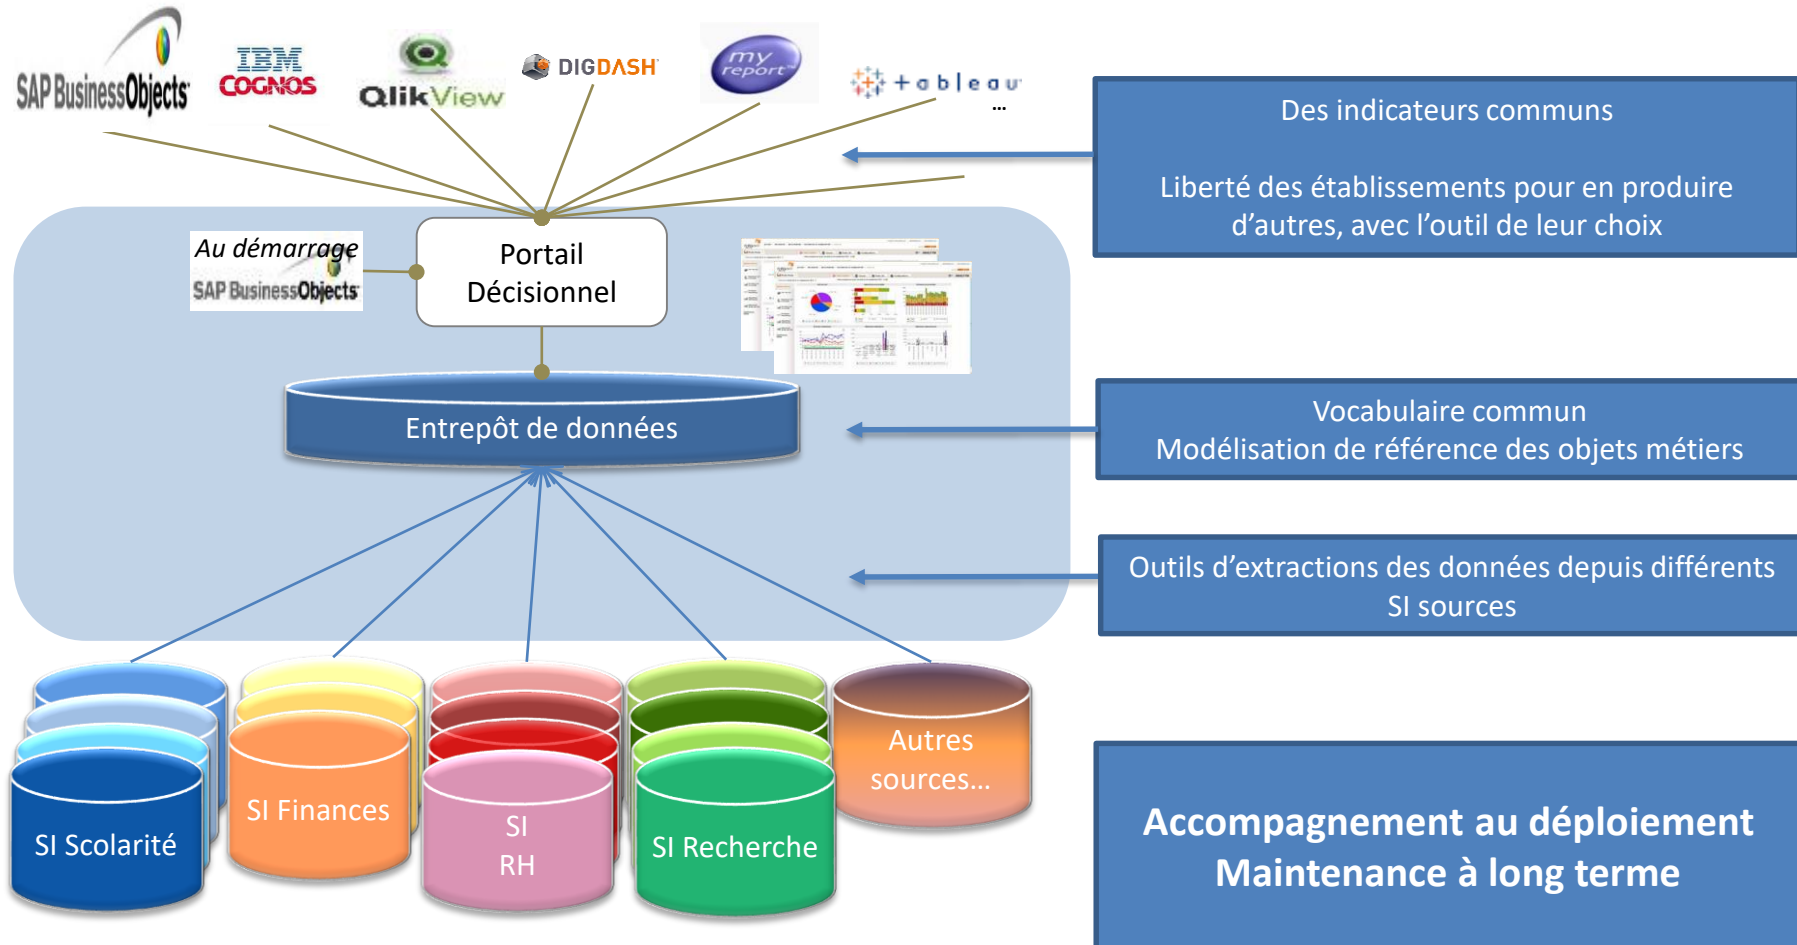 SAP BusinessObjects
IBM
COGNOS
QlikView
DIGDASH
my
report
+ableau
...
Des indicateurs communs
Liberté des établissements pour en produire
d’autres, avec l’outil de leur choix
Au démarrage
SAP BusinessObjects
Portail
Décisionnel
Entrepôt de données
Vocabulaire commun
Modélisation de référence des objets métiers
Outils d’extractions des données depuis différents
SI sources
SI Scolarité
SI Finances
SI
RH
SI Recherche
Autres
sources...
Accompagnement au déploiement
Maintenance à long terme